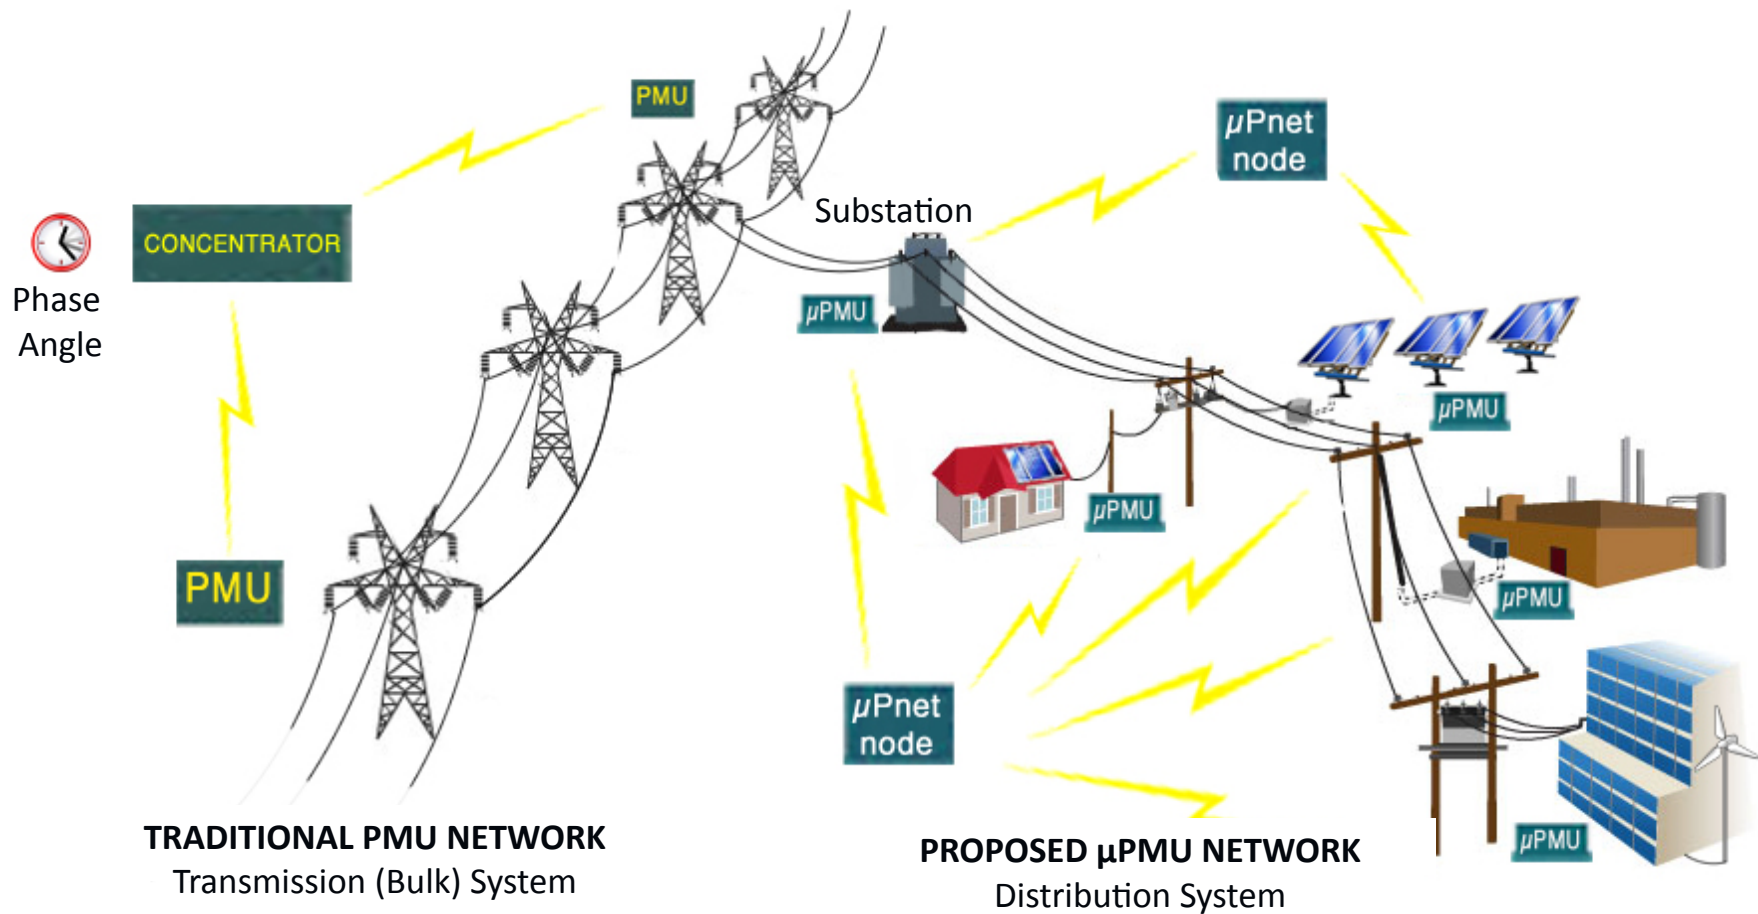 PMU
µPnet
node
Substation
CONCENTRATOR
Phase
Angle
µPMU
µPMU
µPMU
PMU
µPMU
µPnet
node
µPMU
TRADITIONAL PMU NETWORK
Transmission (Bulk) System
PROPOSED µPMU NETWORK
Distribution System